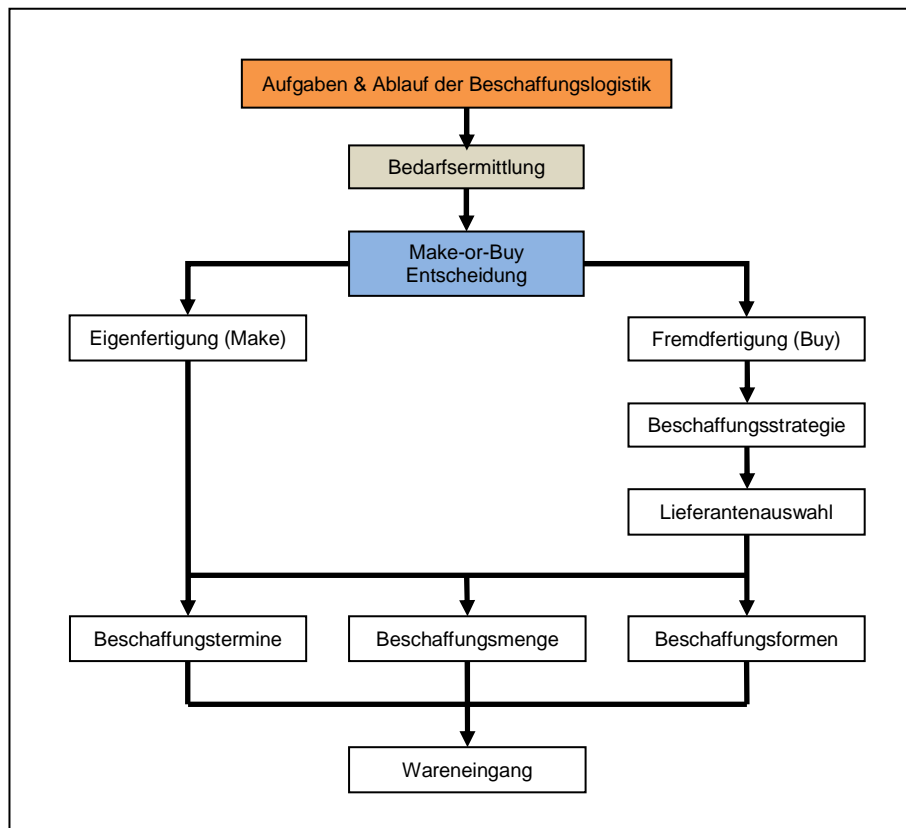 Aufgaben & Ablauf der Beschaffungslogistik
Bedarfsermittlung
Make-or-Buy
Entscheidung
Eigenfertigung (Make)
Fremdfertigung (Buy)
Beschaffungsstrategie
Lieferantenauswahl
Beschaffungstermine
Beschaffungsmenge
Beschaffungsformen
Wareneingang